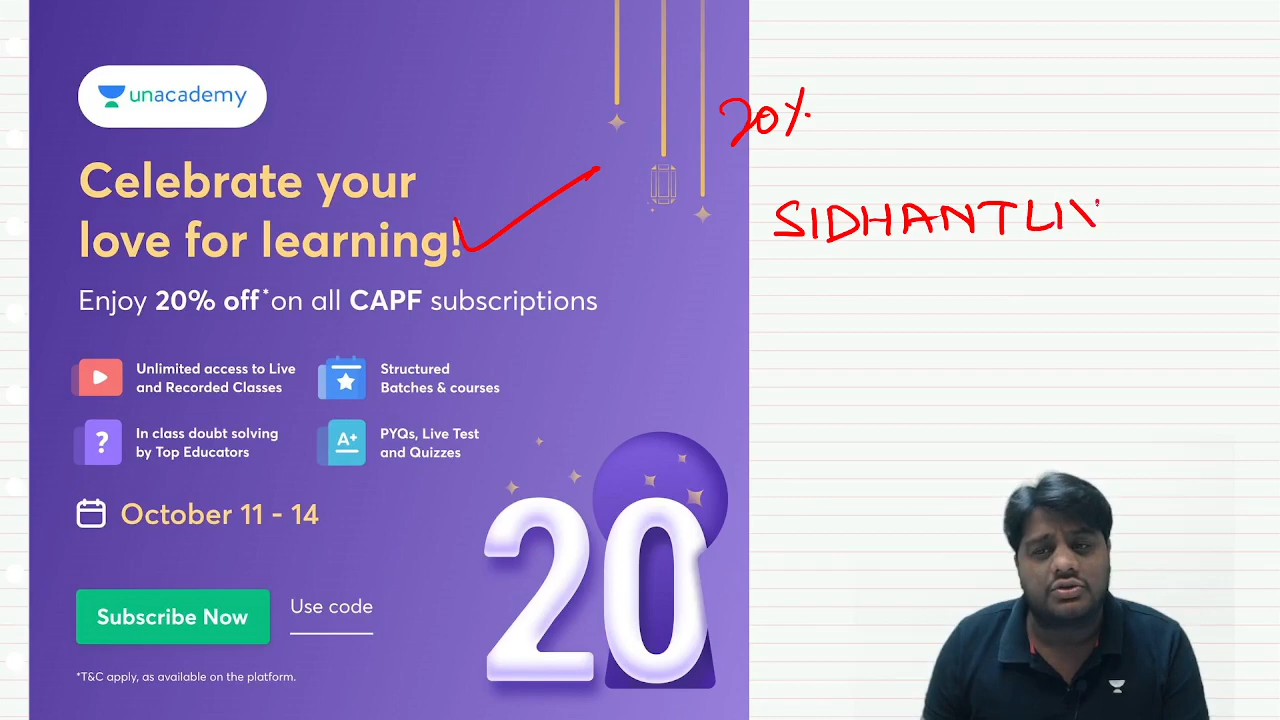 unacademy
Celebrate your
love for learning!
Enjoy 20% off* on all CAPF subscriptions
Unlimited access to Live
and Recorded Classes
Structured
Batches & courses
? In class doubt solving
by Top Educators
A+ PYQs, Live Test
and Quizzes
October 11 - 14
Subscribe Now
Use code
*T&C apply, as available on the platform.
20
20%